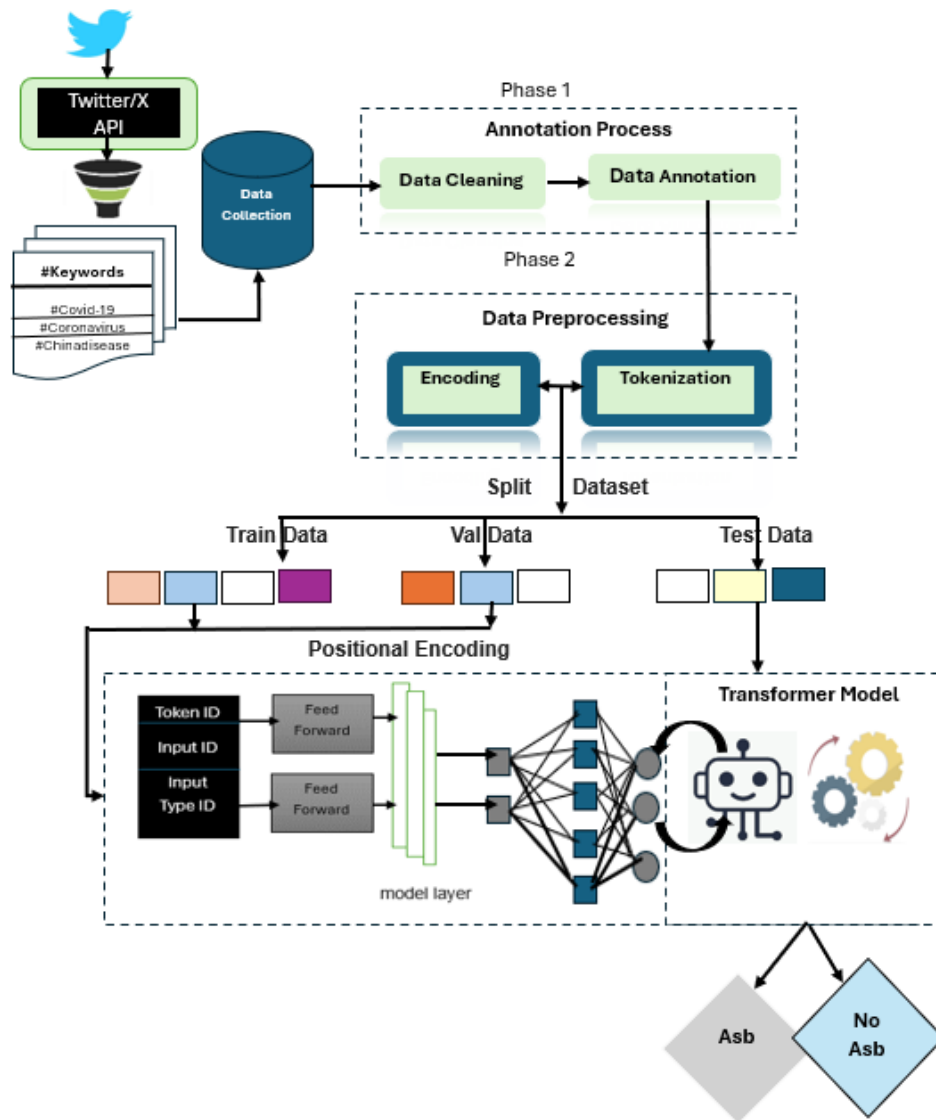 Twitter/X
API
#Keywords
#Covid-19
#Coronavirus
#Chinadisease
Data
Collection
Phase 1
Annotation Process
Data Cleaning
Data Annotation
Phase 2
Data Preprocessing
Encoding
Tokenization
Split Dataset
Train Data
Val Data
Test Data
Positional Encoding
Token ID
Input ID
Input
Type ID
Feed
Forward
Feed
Forward
model layer
Transformer Model
Asb
No
Asb